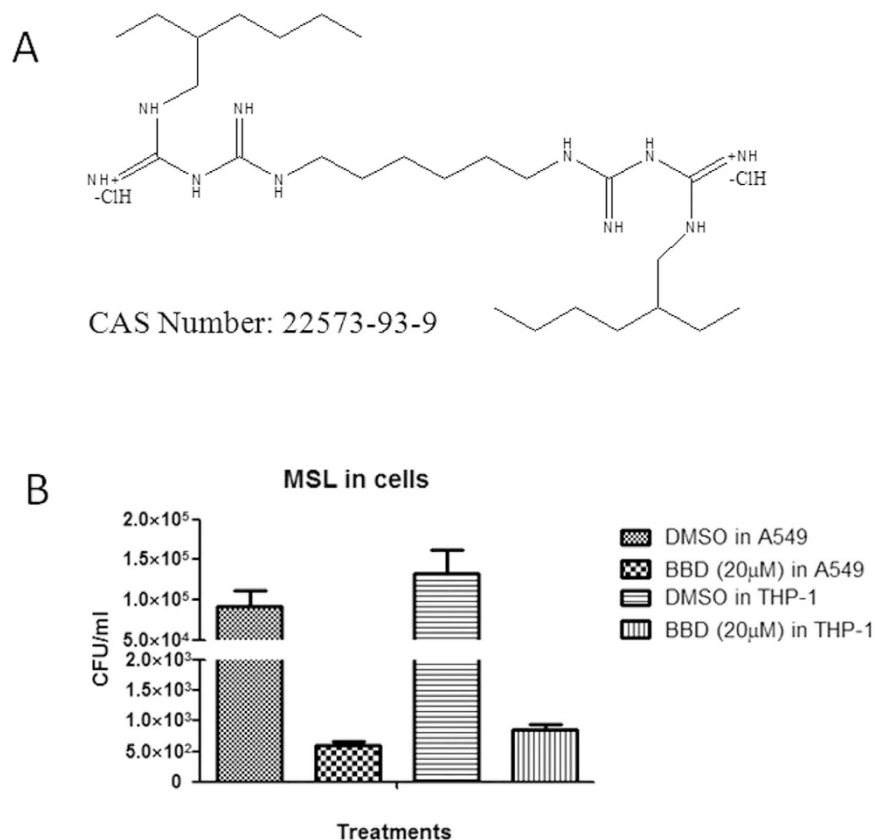 A
NH
NH
NH+
-ClH
N
H
N
H
H
N
H
N
+NH
-ClH
NH
NH
CAS Number: 22573-93-9
B
MSL in cells
CFU/ml
2.0×10⁵
1.5×10⁵
1.0×10⁵
5.0×10⁴
2.0×10³
1.5×10³
1.0×10³
5.0×10²
0
Treatments
DMSO in A549
BBD (20μM) in A549
DMSO in THP-1
BBD (20μM) in THP-1